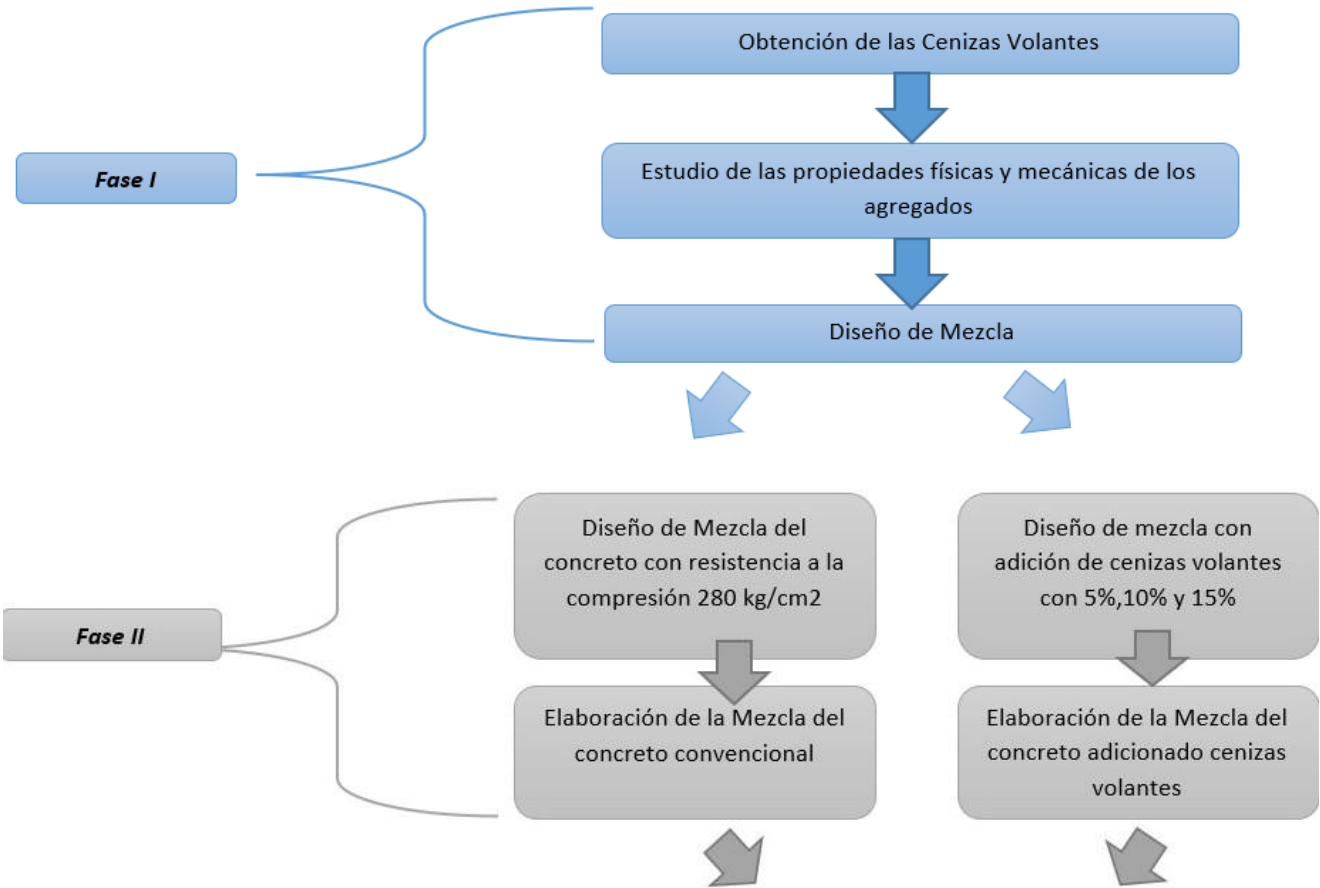 Obtención de las Cenizas Volantes
Fase I
Estudio de las propiedades físicas y mecánicas de los
agregados
Diseño de Mezcla
Diseño de Mezcla del
concreto con resistencia a la
compresión 280 kg/cm2
Diseño de mezcla con
adición de cenizas volantes
con 5%,10% y 15%
Fase II
Elaboración de la Mezcla del
concreto convencional
Elaboración de la Mezcla del
concreto adicionado cenizas
volantes